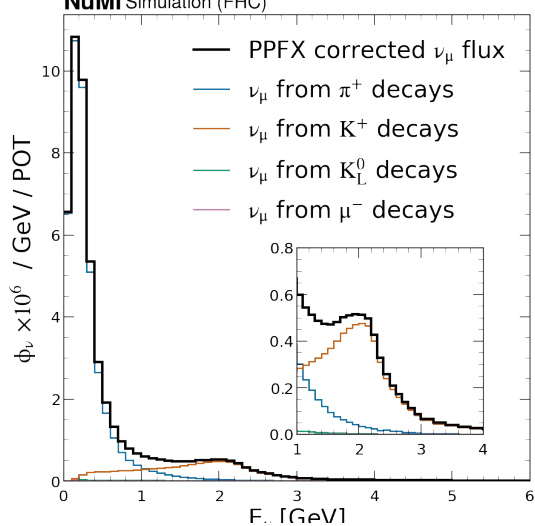 NuMI Simulation (FHC)
PPFX corrected νμ flux
νμ from π+ decays
νμ from K+ decays
νμ from K0L decays
νμ from μ− decays
ϕν ×10^6 / GeV / POT
10
8
6
4
2
0
0 1 2 3 4 5 6
0.8
0.6
0.4
0.2
0.0
1 2 3 4
Eν [GeV]